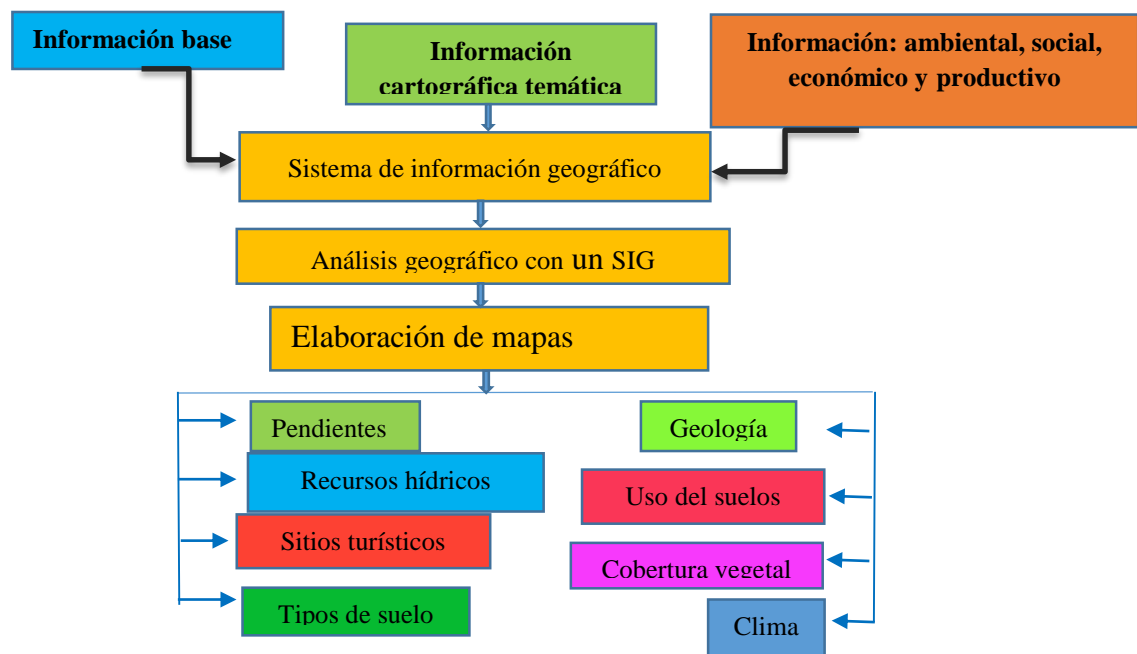 Información base
Información
cartográfica temática
Información: ambiental, social,
económico y productivo
Sistema de información geográfico
Análisis geográfico con un SIG
Elaboración de mapas
Pendientes
Recursos hídricos
Sitios turísticos
Tipos de suelo
Geología
Uso del suelos
Cobertura vegetal
Clima